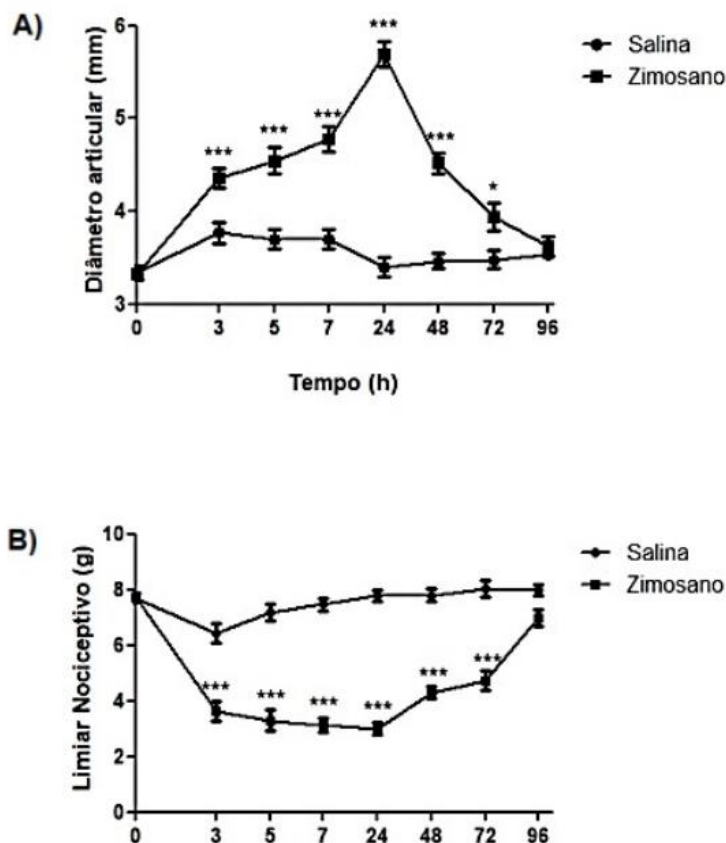 A)
Diâmetro articular (mm)
6
5
4
3
***
***
***
***
***
*
Salina
Zimosano
0 3 5 7 24 48 72 96
Tempo (h)
B)
Limiar Nociceptivo (g)
10
8
6
4
2
0
***
***
***
***
***
***
Salina
Zimosano
0 3 5 7 24 48 72 96